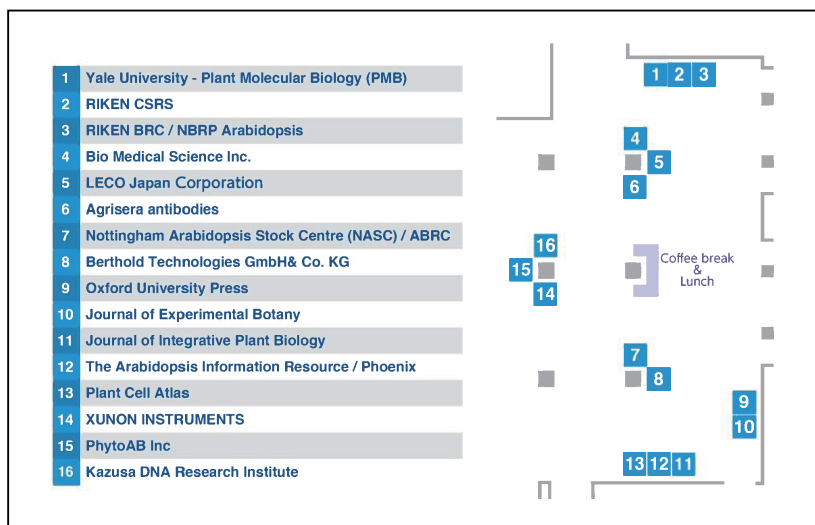 1 Yale University - Plant Molecular Biology (PMB)
2 RIKEN CSRS
3 RIKEN BRC / NBRP Arabidopsis
4 Bio Medical Science Inc.
5 LECO Japan Corporation
6 Agrisera antibodies
7 Nottingham Arabidopsis Stock Centre (NASC) / ABRC
8 Berthold Technologies GmbH& Co. KG
9 Oxford University Press
10 Journal of Experimental Botany
11 Journal of Integrative Plant Biology
12 The Arabidopsis Information Resource / Phoenix
13 Plant Cell Atlas
14 XUNON INSTRUMENTS
15 PhytoAB Inc
16 Kazusa DNA Research Institute
1 2 3
4
5
6
16
15
14
Coffee break
&
Lunch
7
8
9
10
13 12 11